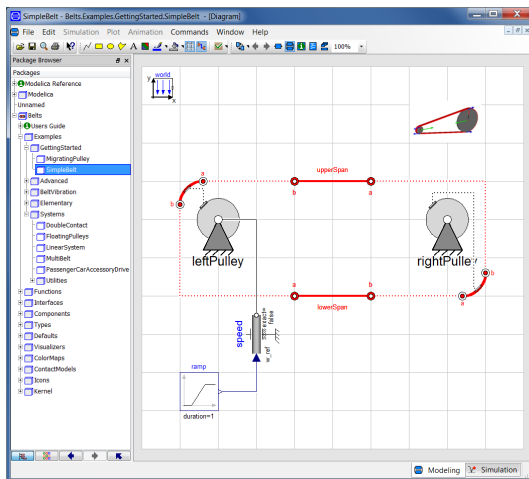 SimpleBelt - Belts.Examples.GettingStarted.SimpleBelt - [Diagram]
File Edit Simulation Plot Animation Commands Window Help
100%
Package Browser
Packages
Modelica Reference
Modelica
Unnamed
Belts
Users Guide
Examples
GettingStarted
MigratingPulley
SimpleBelt
Advanced
BeltVibration
Elementary
Systems
DoubleContact
FloatingPulleys
LinearSystem
MultiBelt
PassengerCarAccessoryDrive
Utilities
Functions
Interfaces
Components
Types
Defaults
Visualizers
ColorMaps
ContactModels
Icons
Kernel
y world
x
a
b
upperSpan
b a
leftPulley
rightPulle
b
a
a b
lowerSpan
speed
exact=
false
w_ref
ramp
duration=1
Modeling Simulation